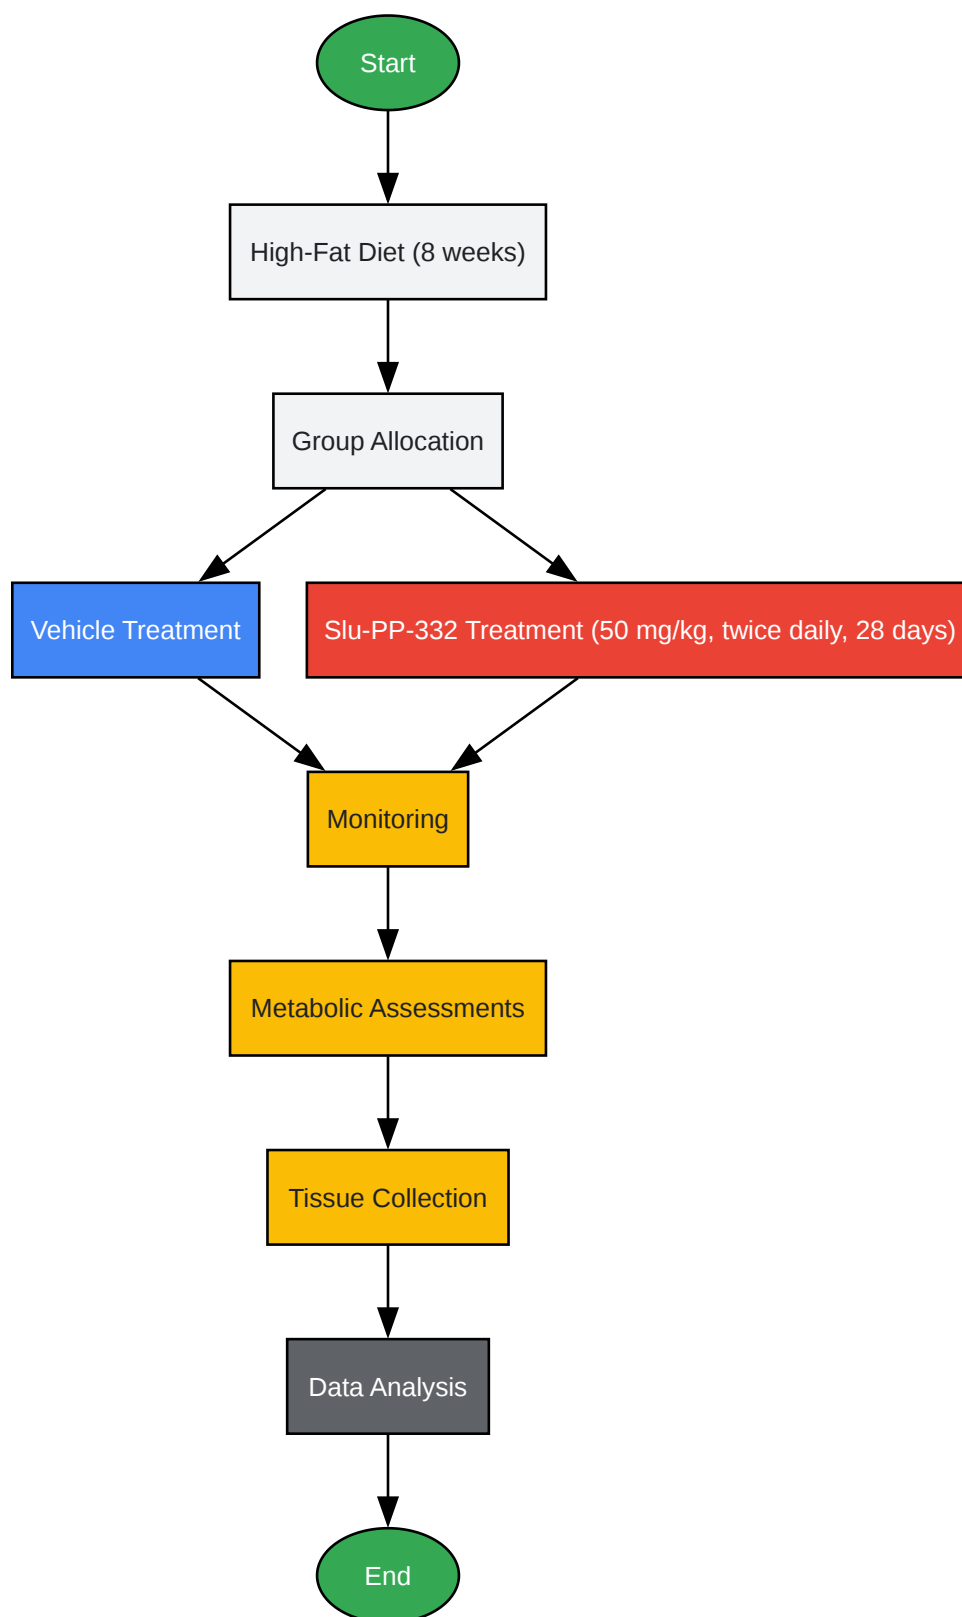 Start
High-Fat Diet (8 weeks)
Group Allocation
Vehicle Treatment
Slu-PP-332 Treatment (50 mg/kg, twice daily, 28 days)
Monitoring
Metabolic Assessments
Tissue Collection
Data Analysis
End